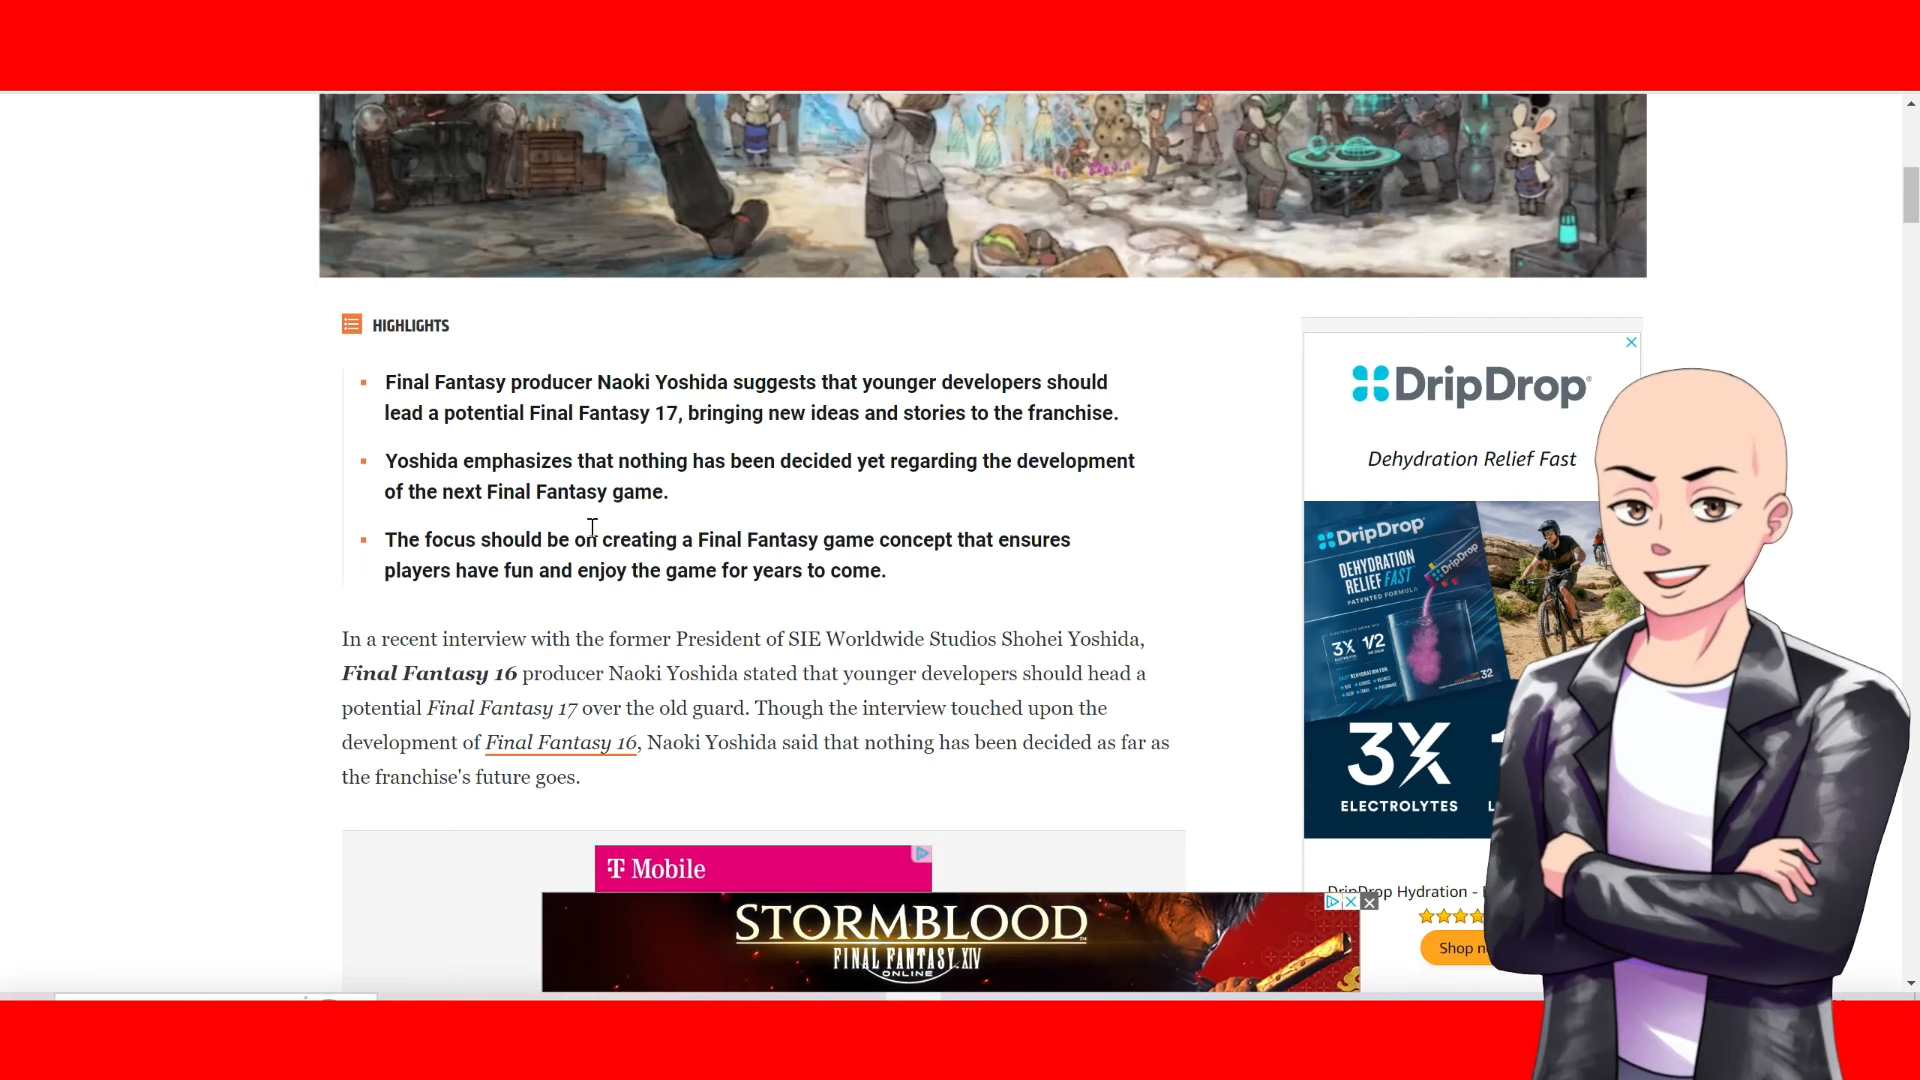 HIGHLIGHTS
Final Fantasy producer Naoki Yoshida suggests that younger developers should
lead a potential Final Fantasy 17, bringing new ideas and stories to the franchise.
Yoshida emphasizes that nothing has been decided yet regarding the development
of the next Final Fantasy game.
The focus should be on creating a Final Fantasy game concept that ensures
players have fun and enjoy the game for years to come.
In a recent interview with the former President of SIE Worldwide Studios Shohei Yoshida,
Final Fantasy 16 producer Naoki Yoshida stated that younger developers should head a
potential Final Fantasy 17 over the old guard. Though the interview touched upon the
development of Final Fantasy 16, Naoki Yoshida said that nothing has been decided as far as
the franchise's future goes.
T Mobile
STORMBLOOD
FINAL FANTASY XIV
ONLINE
DripDrop
Dehydration Relief Fast
DripDrop
DEHYDRATION
RELIEF FAST
PATENTED FORMULA
3X 1/2
32
3X
ELECTROLYTES
DripDrop Hydration -
Shop